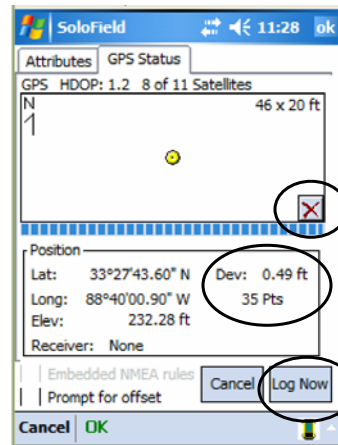 SoloField 11:28 ok
Attributes GPS Status
GPS HDOP: 1.2 8 of 11 Satellites
N 46 x 20 ft
Position
Lat: 33°27'43.60" N Dev: 0.49 ft
Long: 88°40'00.90" W 35 Pts
Elev: 232.28 ft
Receiver: None
Embedded NMEA rules
Prompt for offset
Cancel Log Now
Cancel OK